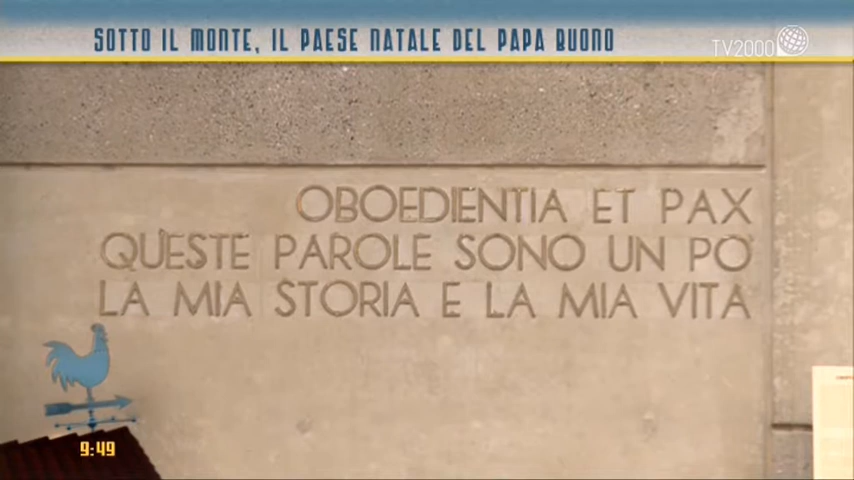 SOTTO IL MONTE, IL PAESE NATALE DEL PAPA BUONO
TV2000
OBOEDIENTIA ET PAX
QUESTE PAROLE SONO UN PO'
LA MIA STORIA E LA MIA VITA
9:49